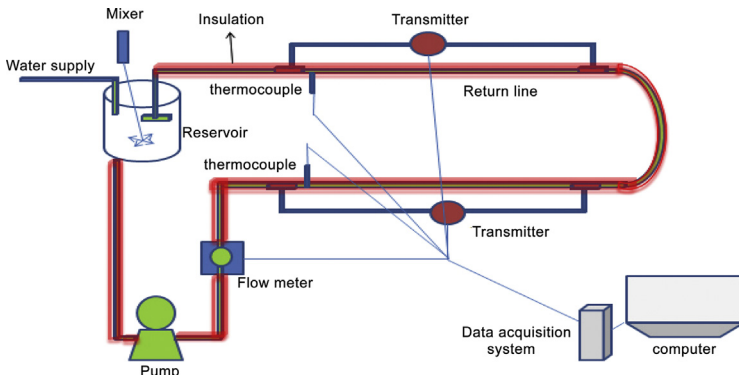 Mixer
Insulation
Transmitter
Water supply
thermocouple
Return line
Reservoir
thermocouple
Transmitter
Flow meter
Data acquisition
system
computer
Pump